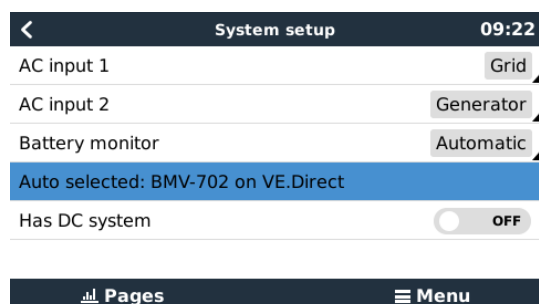 System setup 09:22
AC input 1 Grid
AC input 2 Generator
Battery monitor Automatic
Auto selected: BMV-702 on VE.Direct
Has DC system OFF
Pages Menu